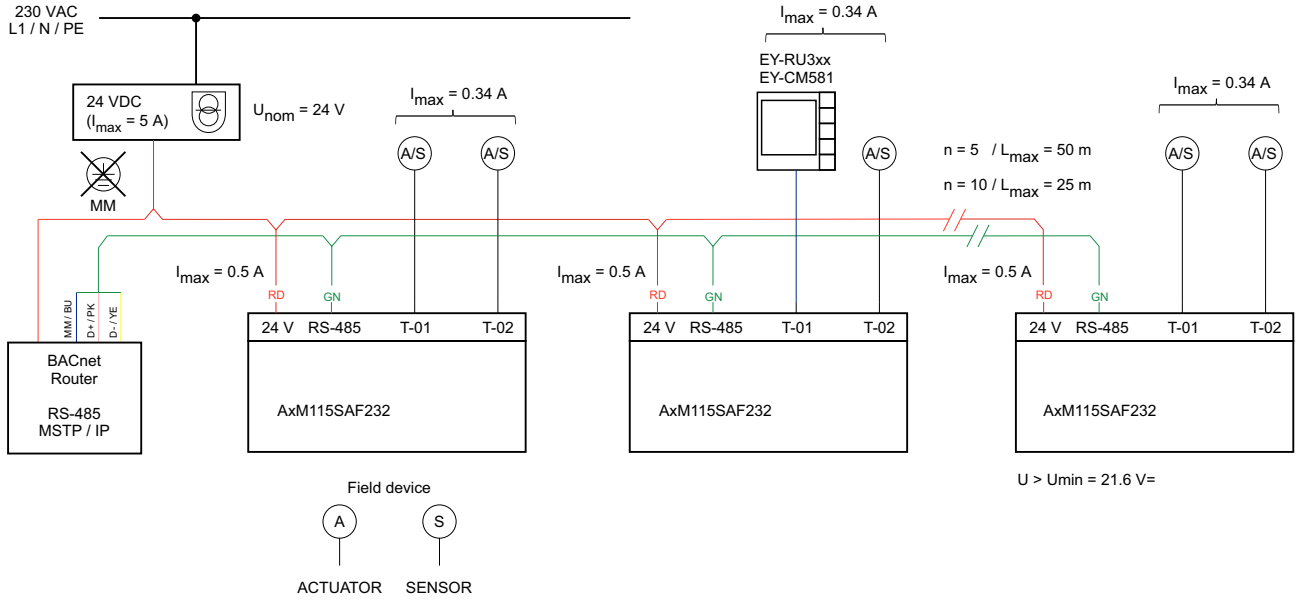 230 VAC
L1 / N / PE
24 VDC
(Imax = 5 A)
Unom = 24 V
MM
Imax = 0.34 A
A/S
A/S
Imax = 0.34 A
EY-RU3xx
EY-CM581
A/S
n = 5 / Lmax = 50 m
n = 10 / Lmax = 25 m
Imax = 0.34 A
A/S
A/S
MM / BU
D+ / PK
D- / YE
BACnet
Router
RS-485
MSTP / IP
Imax = 0.5 A
RD
GN
24 V RS-485 T-01 T-02
AxM115SAF232
Imax = 0.5 A
RD
GN
24 V RS-485 T-01 T-02
AxM115SAF232
Imax = 0.5 A
RD
GN
24 V RS-485 T-01 T-02
AxM115SAF232
U > Umin = 21.6 V=
Field device
A
S
ACTUATOR SENSOR